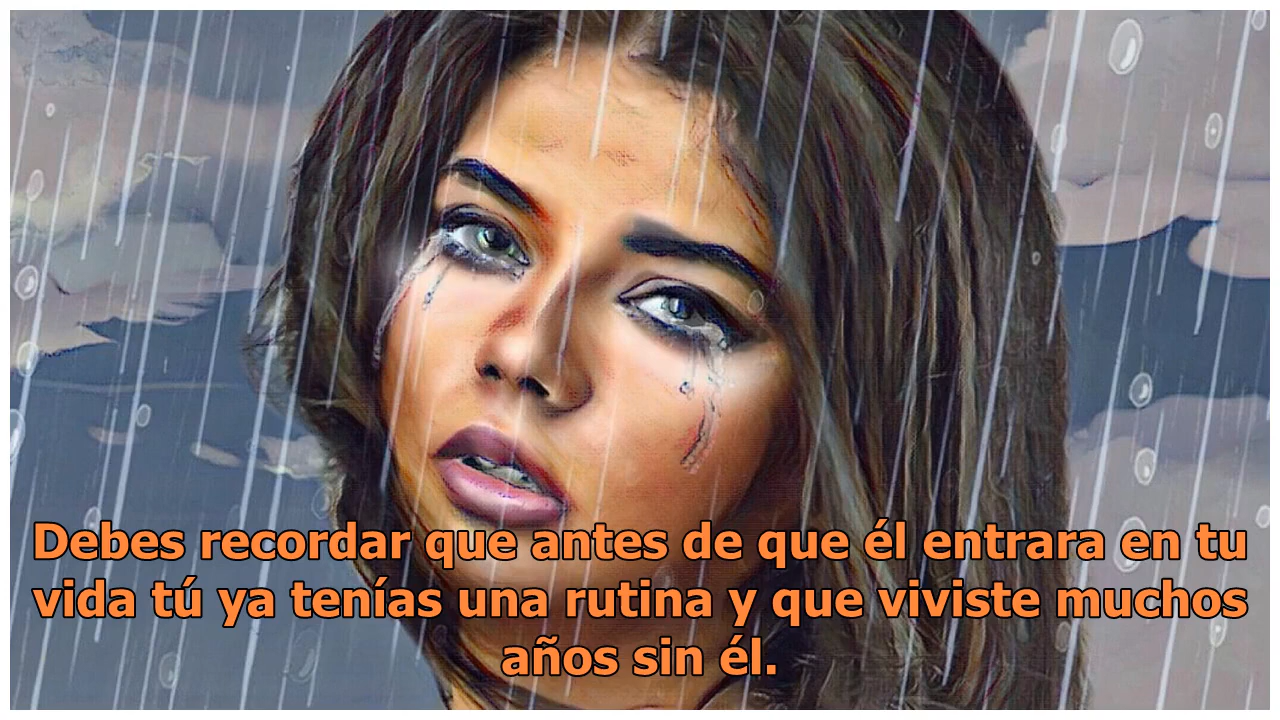 Debes recordar que antes de que él entrara en tu
vida tú ya tenías una rutina y que viviste muchos
años sin él.